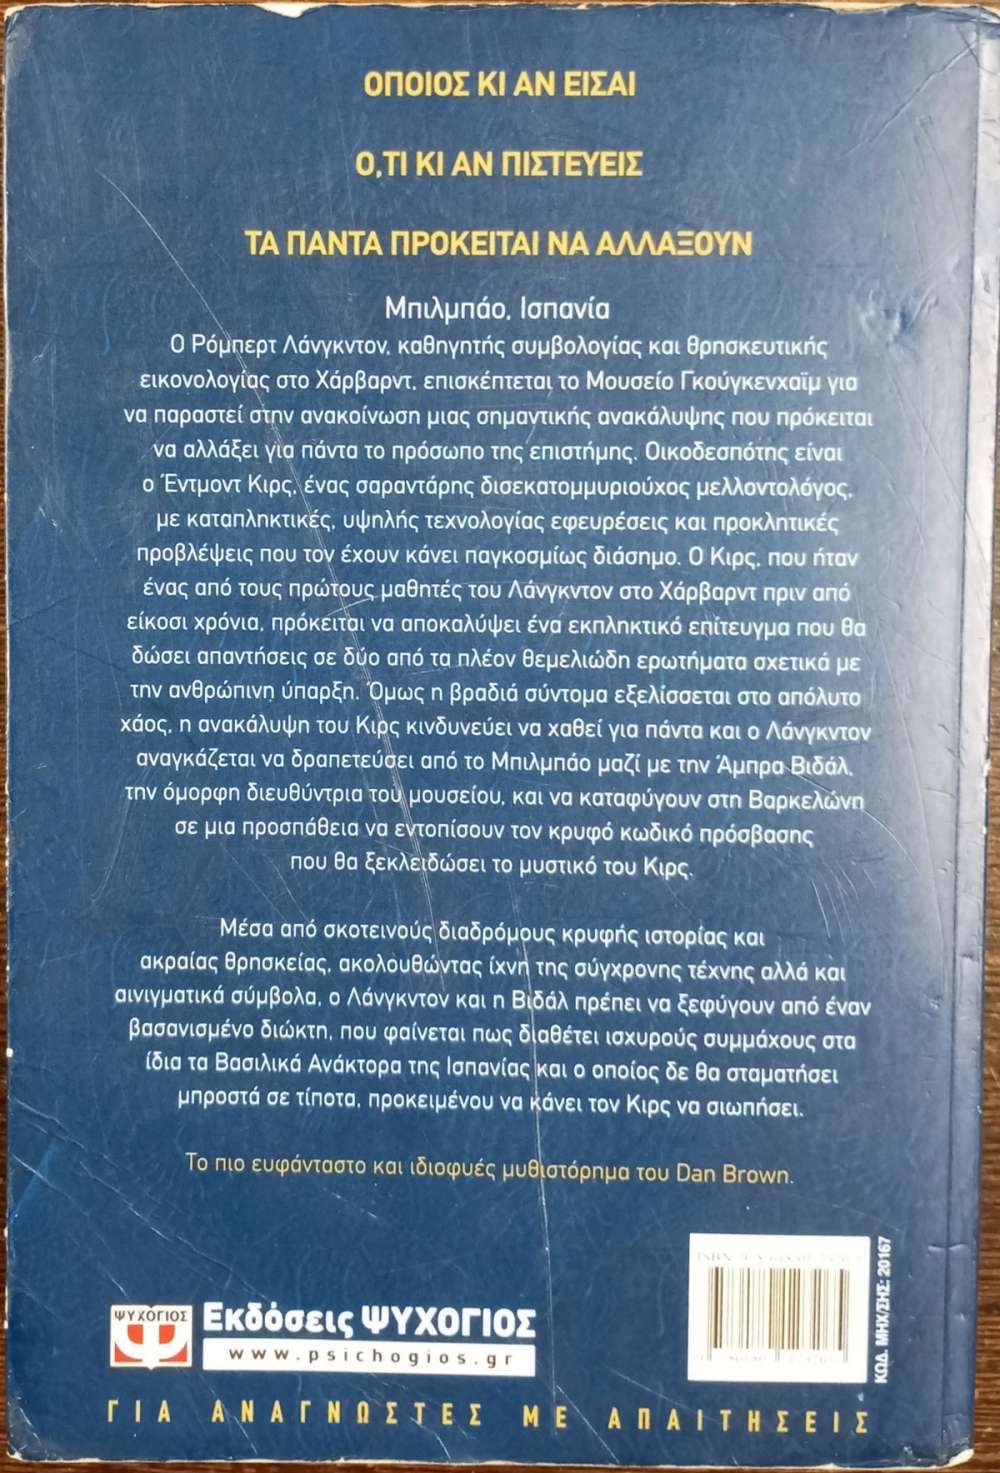 ΟΠΟΙΟΣ ΚΙ ΑΝ ΕΙΣΑΙ
Ο,ΤΙ ΚΙ ΑΝ ΠΙΣΤΕΥΕΙΣ
ΤΑ ΠΑΝΤΑ ΠΡΟΚΕΙΤΑΙ ΝΑ ΑΛΛΑΞΟΥΝ
Μπιλμπάο, Ισπανία
Ο Ρόμπερτ Λάνγκντον, καθηγητής συμβολογίας και θρησκευτικής
εικονολογίας στο Χάρβαρντ, επισκέπτεται το Μουσείο Γκούγκενχαϊμ για
να παραστεί στην ανακοίνωση μιας σημαντικής ανακάλυψης που πρόκειται
να αλλάξει για πάντα το πρόσωπο της επιστήμης. Οικοδεσπότης είναι
ο Έντμοντ Κιρς, ένας σαραντάρης δισεκατομμυριούχος μελλοντολόγος,
με καταπληκτικές, υψηλής τεχνολογίας εφευρέσεις και προκλητικές
προβλέψεις που τον έχουν κάνει παγκοσμίως διάσημο. Ο Κιρς, που ήταν
ένας από τους πρώτους μαθητές του Λάνγκντον στο Χάρβαρντ πριν από
είκοσι χρόνια, πρόκειται να αποκαλύψει ένα εκπληκτικό επίτευγμα που θα
δώσει απαντήσεις σε δύο από τα πλέον θεμελιώδη ερωτήματα σχετικά με
την ανθρώπινη ύπαρξη. Όμως η βραδιά σύντομα εξελίσσεται στο απόλυτο
χάος, η ανακάλυψη του Κιρς κινδυνεύει να χαθεί για πάντα και ο Λάνγκντον
αναγκάζεται να δραπετεύσει από το Μπιλμπάο μαζί με την Άμπρα Βιδάλ,
την όμορφη διευθύντρια του μουσείου, και να καταφύγουν στη Βαρκελώνη
σε μια προσπάθεια να εντοπίσουν τον κρυφό κωδικό πρόσβασης
που θα ξεκλειδώσει το μυστικό του Κιρς.
Μέσα από σκοτεινούς διαδρόμους κρυφής ιστορίας και
ακραίας θρησκείας, ακολουθώντας ίχνη της σύγχρονης τέχνης αλλά και
αινιγματικά σύμβολα, ο Λάνγκντον και η Βιδάλ πρέπει να ξεφύγουν από έναν
βασανισμένο διώκτη, που φαίνεται πως διαθέτει ισχυρούς συμμάχους στα
ίδια τα Βασιλικά Ανάκτορα της Ισπανίας και ο οποίος δε θα σταματήσει
μπροστά σε τίποτα, προκειμένου να κάνει τον Κιρς να σιωπήσει.
Το πιο ευφάνταστο και ιδιοφυές μυθιστόρημα του Dan Brown.
ISBN
ΚΩΔ. ΜΗΧ/ΣΗΣ: 20167
ΨΥΧΟΓΙΟΣ
Εκδόσεις ΨΥΧΟΓΙΟΣ
www.psichogios.gr
ΓΙΑ ΑΝΑΓΝΩΣΤΕΣ ΜΕ ΑΠΑΙΤΗΣΕΙΣ